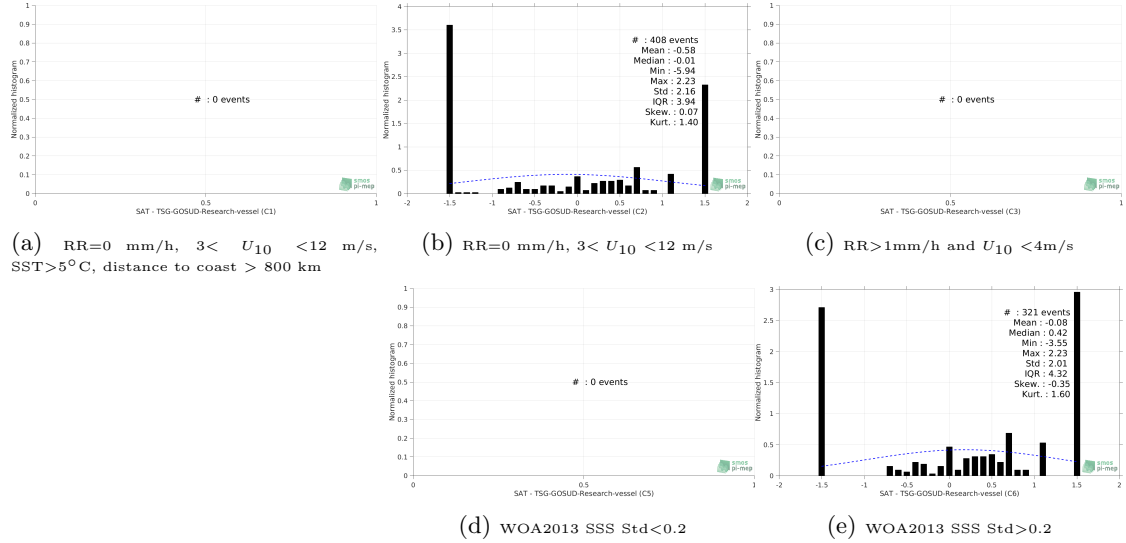 1
0.9
0.8
0.7
0.6
0.5
0.4
0.3
0.2
0.1
0
Normalized histogram
# : 0 events
0 0.5 1
SAT - TSG-GOSUD-Research-vessel (C1)
smos
pi-mep
(a) RR=0 mm/h, 3< U10 <12 m/s,
SST>5°C, distance to coast > 800 km
4
3.5
3
2.5
2
1.5
1
0.5
0
Normalized histogram
# : 408 events
Mean : -0.58
Median : -0.01
Min : -5.94
Max : 2.23
Std : 2.16
IQR : 3.94
Skew. : 0.07
Kurt. : 1.40
-2 -1.5 -1 -0.5 0 0.5 1 1.5 2
SAT - TSG-GOSUD-Research-vessel (C2)
smos
pi-mep
(b) RR=0 mm/h, 3< U10 <12 m/s
1
0.9
0.8
0.7
0.6
0.5
0.4
0.3
0.2
0.1
0
Normalized histogram
# : 0 events
0 0.5 1
SAT - TSG-GOSUD-Research-vessel (C3)
smos
pi-mep
(c) RR>1mm/h and U10 <4m/s
1
0.9
0.8
0.7
0.6
0.5
0.4
0.3
0.2
0.1
0
Normalized histogram
# : 0 events
0 0.5 1
SAT - TSG-GOSUD-Research-vessel (C5)
smos
pi-mep
(d) WOA2013 SSS Std<0.2
3
2.5
2
1.5
1
0.5
0
Normalized histogram
# : 321 events
Mean : -0.08
Median : 0.42
Min : -3.55
Max : 2.23
Std : 2.01
IQR : 4.32
Skew. : -0.35
Kurt. : 1.60
-2 -1.5 -1 -0.5 0 0.5 1 1.5 2
SAT - TSG-GOSUD-Research-vessel (C6)
smos
pi-mep
(e) WOA2013 SSS Std>0.2